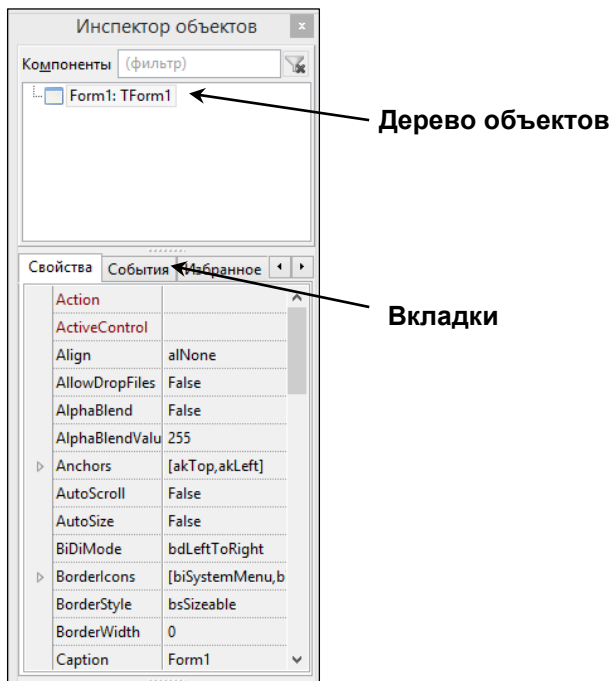 Инспектор объектов x
Компоненты (фильтр)
Form1: TForm1
Дерево объектов
Свойства События Избранное
Вкладки
Action
ActiveControl
Align alNone
AllowDropFiles False
AlphaBlend False
AlphaBlendValu 255
Anchors [akTop,akLeft]
AutoScroll False
AutoSize False
BiDiMode bdLeftToRight
BorderIcons [biSystemMenu,b
BorderStyle bsSizeable
BorderWidth 0
Caption Form1